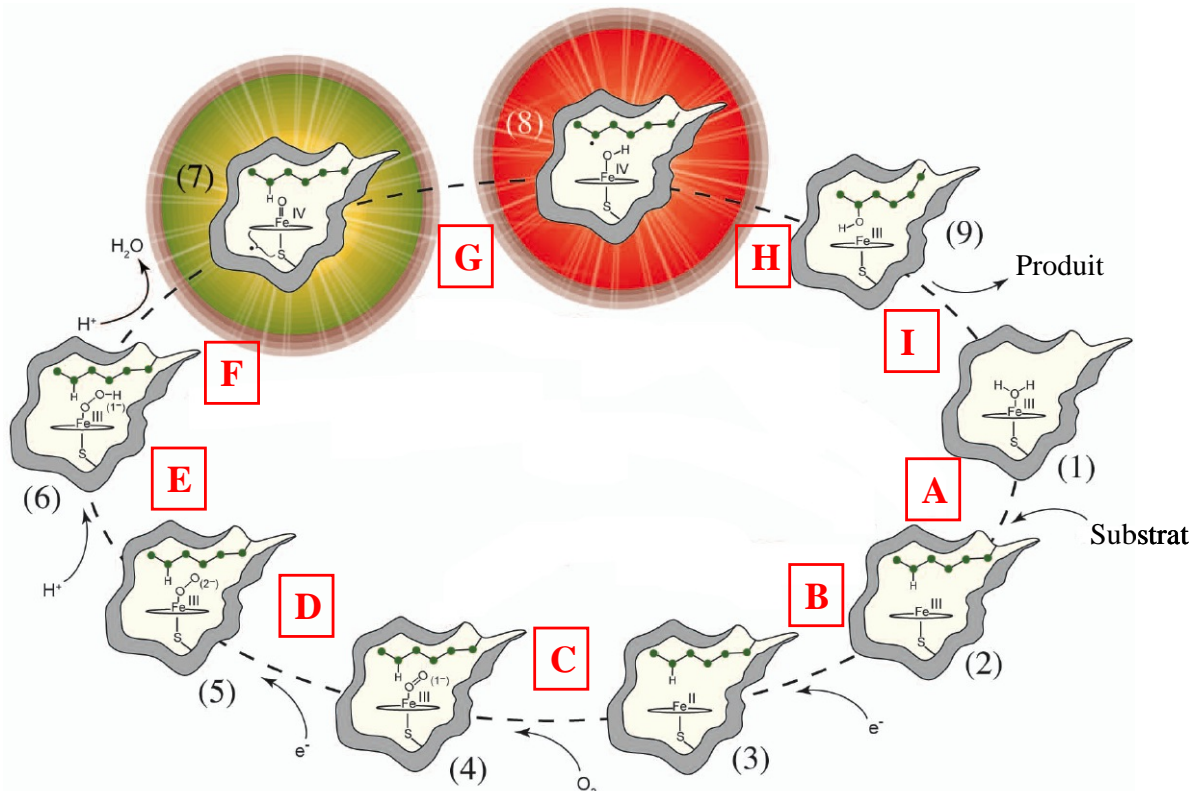 (8)
H
O
Fe IV
S
(7)
H
O
Fe IV
S
H O
Fe III
S
(9)
H₂O
G
H
Produit
H⁺
I
F
H
O-H
O (1−)
Fe III
S
H H
O
Fe III
S
(1)
E
A
(6)
Substrat
H⁺
H
O (2−)
O
Fe III
S
D
B
H
Fe III
S
(2)
C
(5)
H
O
O (1−)
Fe III
S
H
Fe II
S
e⁻
e⁻
(4)
(3)
O₂